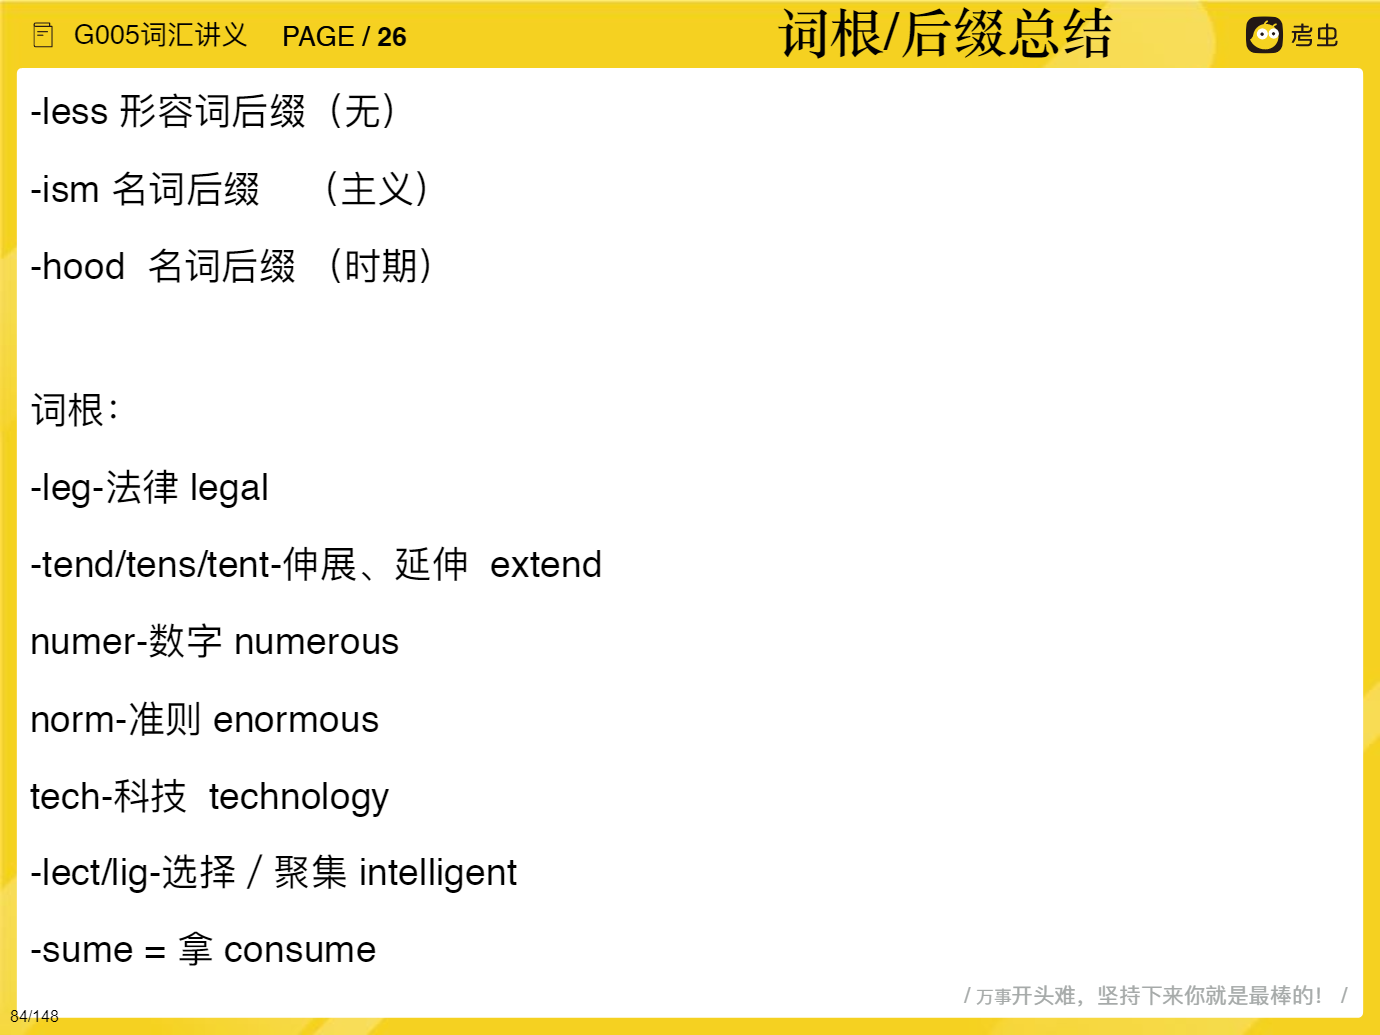 G005词汇讲义 PAGE / 26
词根/后缀总结
考虫
-less 形容词后缀（无）
-ism 名词后缀 （主义）
-hood 名词后缀 （时期）
词根：
-leg-法律 legal
-tend/tens/tent-伸展、延伸 extend
numer-数字 numerous
norm-准则 enormous
tech-科技 technology
-lect/lig-选择 / 聚集 intelligent
-sume = 拿 consume
/ 万事开头难，坚持下来你就是最棒的！ /
84/148